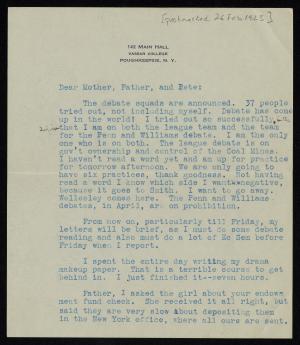 [postmarked 26 Feb 1923]
142 MAIN HALL
VASSAR COLLEGE
POUGHKEEPSIE, N. Y.
Dear Mother, Father, and Pete:
The debate squads are announced. 37 people
tried out, not including myself. Debate has come
up in the world! I tried out so successfully,
that I am on both the league team and the team
for the Penn and Williams debate. I am the only
one who is on both. The league debate is on
gov't ownership and control of the Coal Mines.
I haven't a word yet and am up for practice
for tomorrow afternoon. We are only going to
have six practices, thank goodness. Not having
read a word I know which side I want=negative,
because it goes to Smith. I want to go away.
Wellesley comes here. The Penn and Williams
debates, in April, are on prohibition.
From now on, particularly till Friday, my
letters will be brief, as I must do some debate
reading and also must do a lot of Ec Sem before
Friday when I report.
I spent the entire day writing my drama
makeup paper. That is a terrible course to get
behind in. I just finished it--seven hours.
Father, I asked the girl about your endow
ment fund check. She received it all right, but
said they are very slow about depositing them
in the New York office, where all ours are sent.